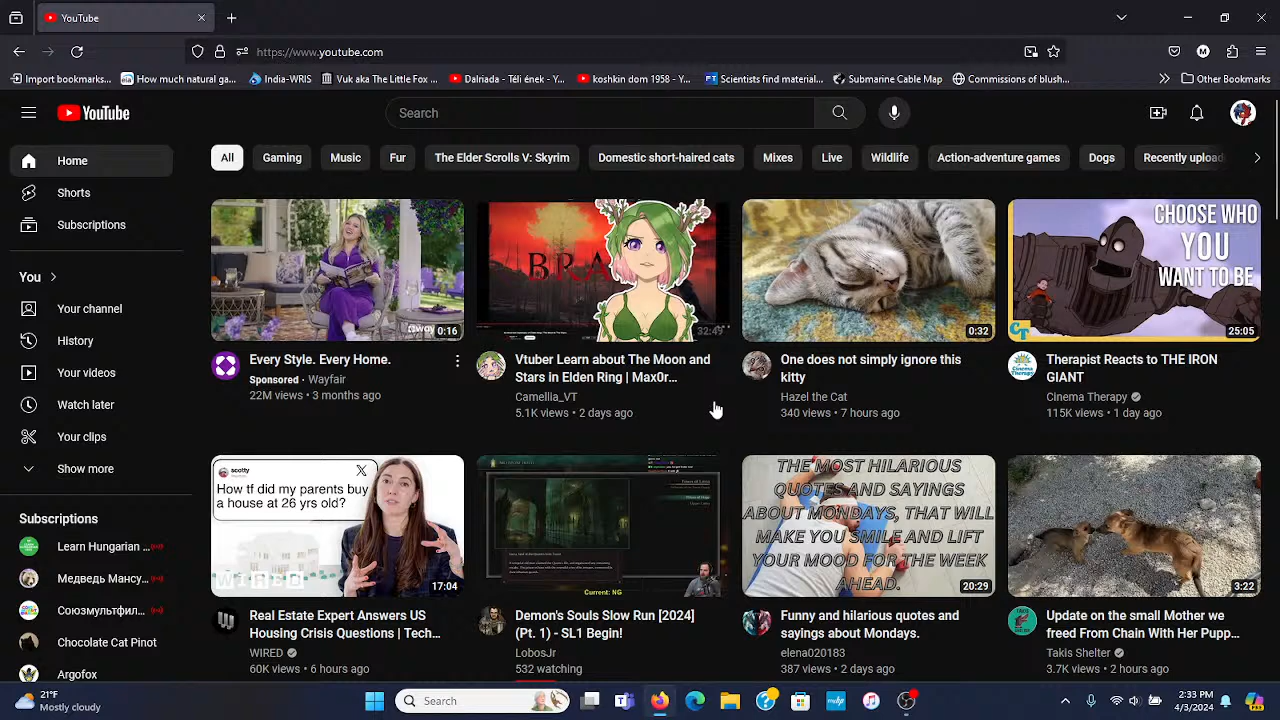 YouTube
https://www.youtube.com
Import bookmarks...
How much natural ga...
India-WRIS
Vuk aka The Little Fox ...
Dalriada - Téli ének - Y...
koshkin dom 1958 - Y...
Scientists find material...
Submarine Cable Map
Commissions of blush...
Other Bookmarks
YouTube
Search
Home
Shorts
Subscriptions
You
Your channel
History
Your videos
Watch later
Your clips
Show more
Subscriptions
Learn Hungarian ...
Медведь Мансу...
Союзмультфил...
Chocolate Cat Pinot
Argofox
All
Gaming
Music
Fur
The Elder Scrolls V: Skyrim
Domestic short-haired cats
Mixes
Live
Wildlife
Action-adventure games
Dogs
Recently upload
0:16
Every Style. Every Home.
Sponsored · Wayfair
22M views • 3 months ago
BRA
32:49
Vtuber Learn about The Moon and
Stars in Elden Ring | Max0r...
Camellia_VT
5.1K views • 2 days ago
0:32
One does not simply ignore this
kitty
Hazel the Cat
340 views • 7 hours ago
CHOOSE WHO
YOU
WANT TO BE
CT
25:05
Therapist Reacts to THE IRON
GIANT
Cinema Therapy
115K views • 1 day ago
scotty
X
How tf did my parents buy
a house at 26 yrs old?
WIRED
17:04
Real Estate Expert Answers US
Housing Crisis Questions | Tech...
WIRED
60K views • 6 hours ago
Current: NG
Demon's Souls Slow Run [2024]
(Pt. 1) - SL1 Begin!
LobosJr
532 watching
THE MOST HILARIOUS
QUOTES AND SAYINGS
ABOUT MONDAYS, THAT WILL
MAKE YOU SMILE AND LIFT
YOUR MOOD FOR THE WEEK
AHEAD.
20:29
Funny and hilarious quotes and
sayings about Mondays.
elena020183
387 views • 2 days ago
3:22
Update on the small Mother we
freed From Chain With Her Pupp...
Takis Shelter
3.7K views • 2 hours ago
21°F
Mostly cloudy
Search
2:39 PM
4/5/2024